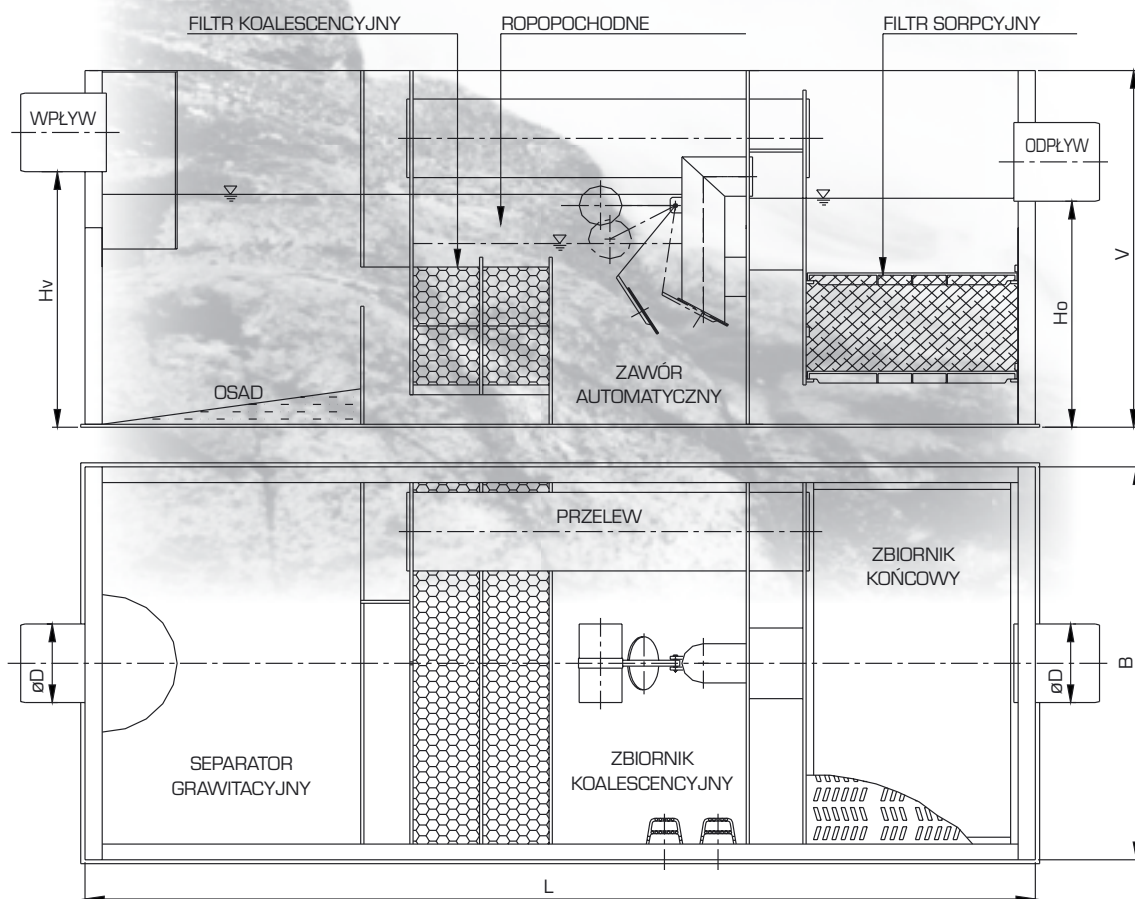 FILTR KOALESCENCYJNY
ROPOPOCHODNE
FILTR SORPCYJNY
WPŁYW
ODPŁYW
Hv
Ho
V
OSAD
ZAWÓR
AUTOMATYCZNY
PRZELEW
ZBIORNIK
KOŃCOWY
øD
øD
B
SEPARATOR
GRAWITACYJNY
ZBIORNIK
KOALESCENCYJNY
L